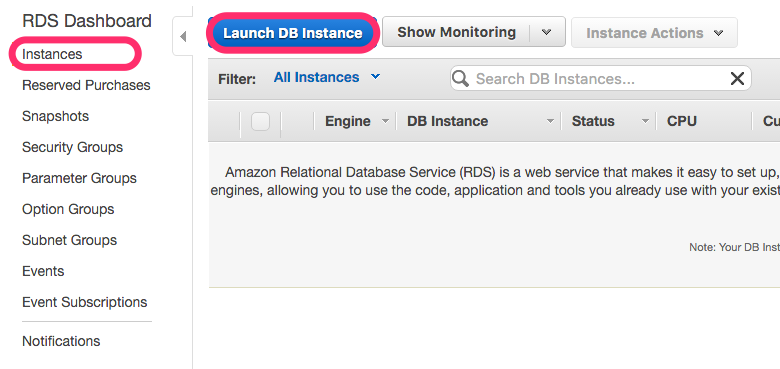 RDS Dashboard
Instances
Reserved Purchases
Snapshots
Security Groups
Parameter Groups
Option Groups
Subnet Groups
Events
Event Subscriptions
Notifications
Launch DB Instance Show Monitoring Instance Actions
Filter: All Instances Search DB Instances...
Engine DB Instance Status CPU Cu
Amazon Relational Database Service (RDS) is a web service that makes it easy to set up,
engines, allowing you to use the code, application and tools you already use with your exist
Note: Your DB Inst